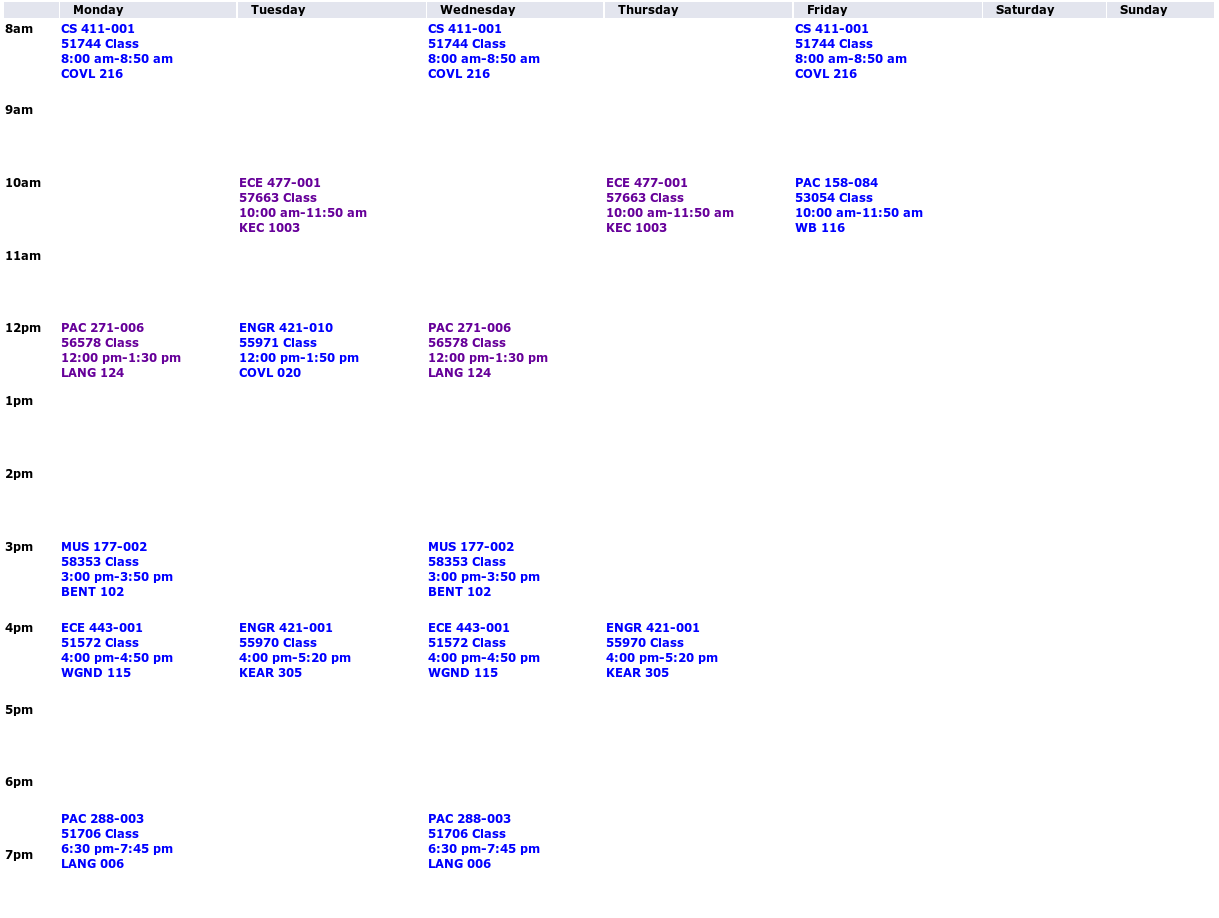 Monday Tuesday Wednesday Thursday Friday Saturday Sunday
8am
CS 411-001
51744 Class
8:00 am-8:50 am
COVL 216
CS 411-001
51744 Class
8:00 am-8:50 am
COVL 216
CS 411-001
51744 Class
8:00 am-8:50 am
COVL 216
9am
10am
ECE 477-001
57663 Class
10:00 am-11:50 am
KEC 1003
ECE 477-001
57663 Class
10:00 am-11:50 am
KEC 1003
PAC 158-084
53054 Class
10:00 am-11:50 am
WB 116
11am
12pm
PAC 271-006
56578 Class
12:00 pm-1:30 pm
LANG 124
ENGR 421-010
55971 Class
12:00 pm-1:50 pm
COVL 020
PAC 271-006
56578 Class
12:00 pm-1:30 pm
LANG 124
1pm
2pm
3pm
MUS 177-002
58353 Class
3:00 pm-3:50 pm
BENT 102
MUS 177-002
58353 Class
3:00 pm-3:50 pm
BENT 102
4pm
ECE 443-001
51572 Class
4:00 pm-4:50 pm
WGND 115
ENGR 421-001
55970 Class
4:00 pm-5:20 pm
KEAR 305
ECE 443-001
51572 Class
4:00 pm-4:50 pm
WGND 115
ENGR 421-001
55970 Class
4:00 pm-5:20 pm
KEAR 305
5pm
6pm
PAC 288-003
51706 Class
6:30 pm-7:45 pm
LANG 006
PAC 288-003
51706 Class
6:30 pm-7:45 pm
LANG 006
7pm